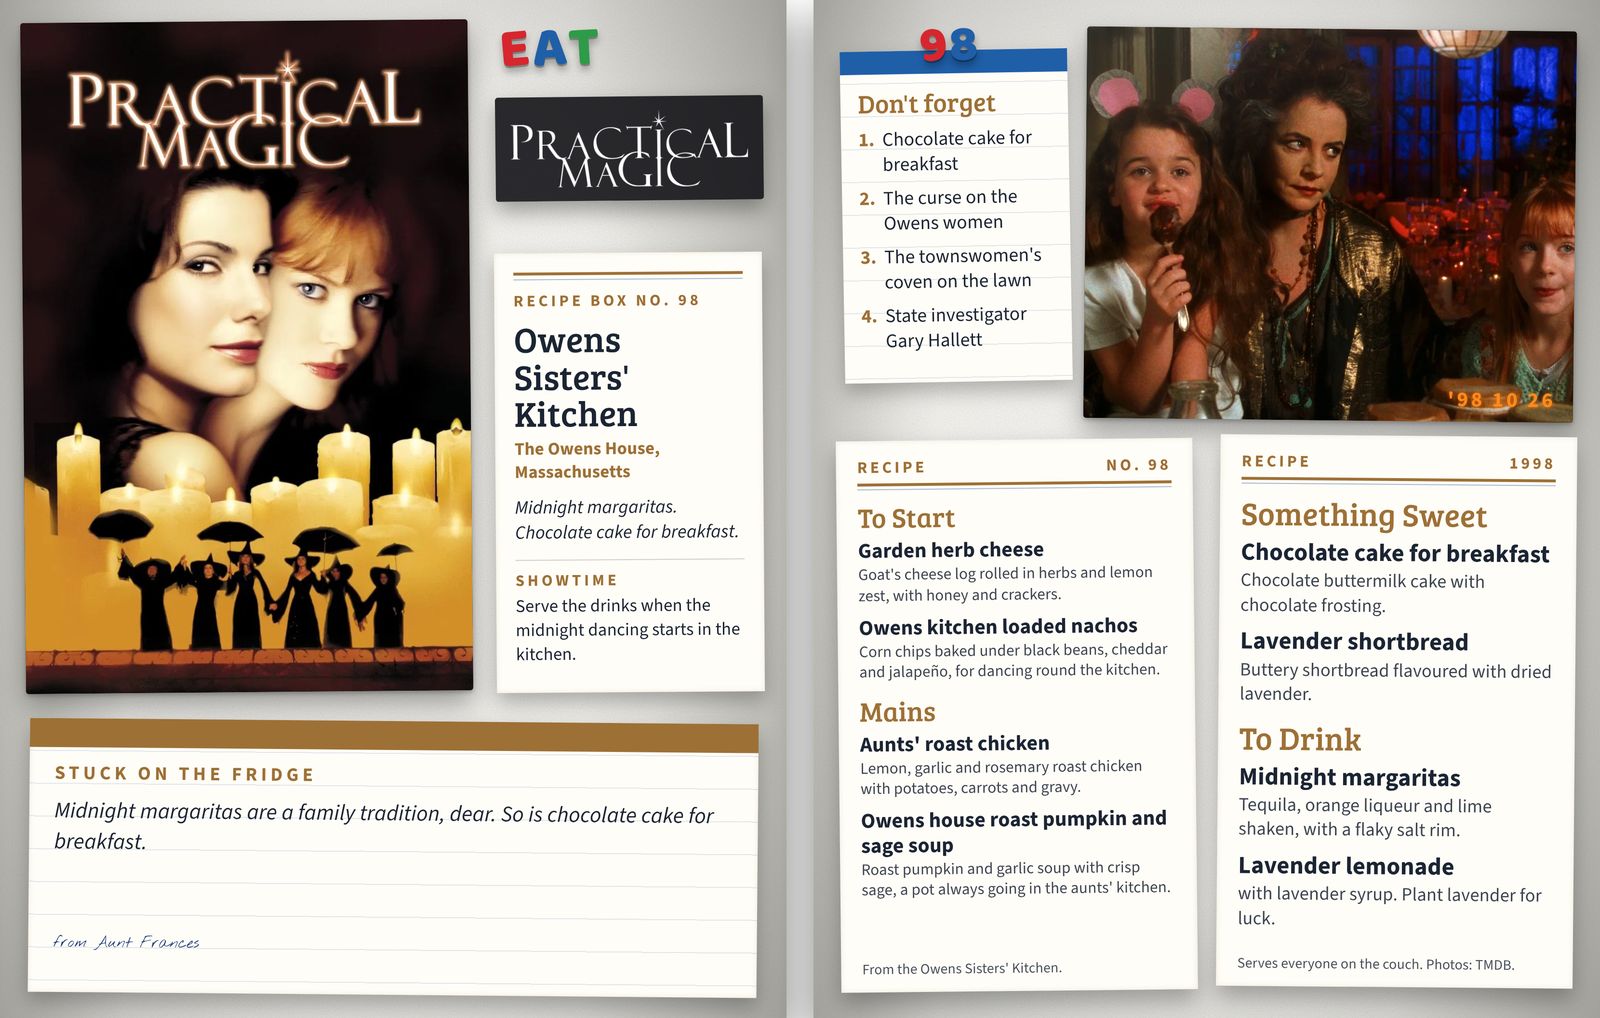 PRACTICAL
MAGIC
EAT
PRACTICAL
MAGIC
RECIPE BOX NO. 98
Owens
Sisters'
Kitchen
The Owens House,
Massachusetts
Midnight margaritas.
Chocolate cake for breakfast.
SHOWTIME
Serve the drinks when the
midnight dancing starts in the
kitchen.
STUCK ON THE FRIDGE
Midnight margaritas are a family tradition, dear. So is chocolate cake for
breakfast.
from Aunt Frances
98
Don't forget
1. Chocolate cake for
breakfast
2. The curse on the
Owens women
3. The townswomen's
coven on the lawn
4. State investigator
Gary Hallett
'98 10 26
RECIPE NO. 98
To Start
Garden herb cheese
Goat's cheese log rolled in herbs and lemon
zest, with honey and crackers.
Owens kitchen loaded nachos
Corn chips baked under black beans, cheddar
and jalapeño, for dancing round the kitchen.
Mains
Aunts' roast chicken
Lemon, garlic and rosemary roast chicken
with potatoes, carrots and gravy.
Owens house roast pumpkin and
sage soup
Roast pumpkin and garlic soup with crisp
sage, a pot always going in the aunts' kitchen.
From the Owens Sisters' Kitchen.
RECIPE 1998
Something Sweet
Chocolate cake for breakfast
Chocolate buttermilk cake with
chocolate frosting.
Lavender shortbread
Buttery shortbread flavoured with dried
lavender.
To Drink
Midnight margaritas
Tequila, orange liqueur and lime
shaken, with a flaky salt rim.
Lavender lemonade
with lavender syrup. Plant lavender for
luck.
Serves everyone on the couch. Photos: TMDB.